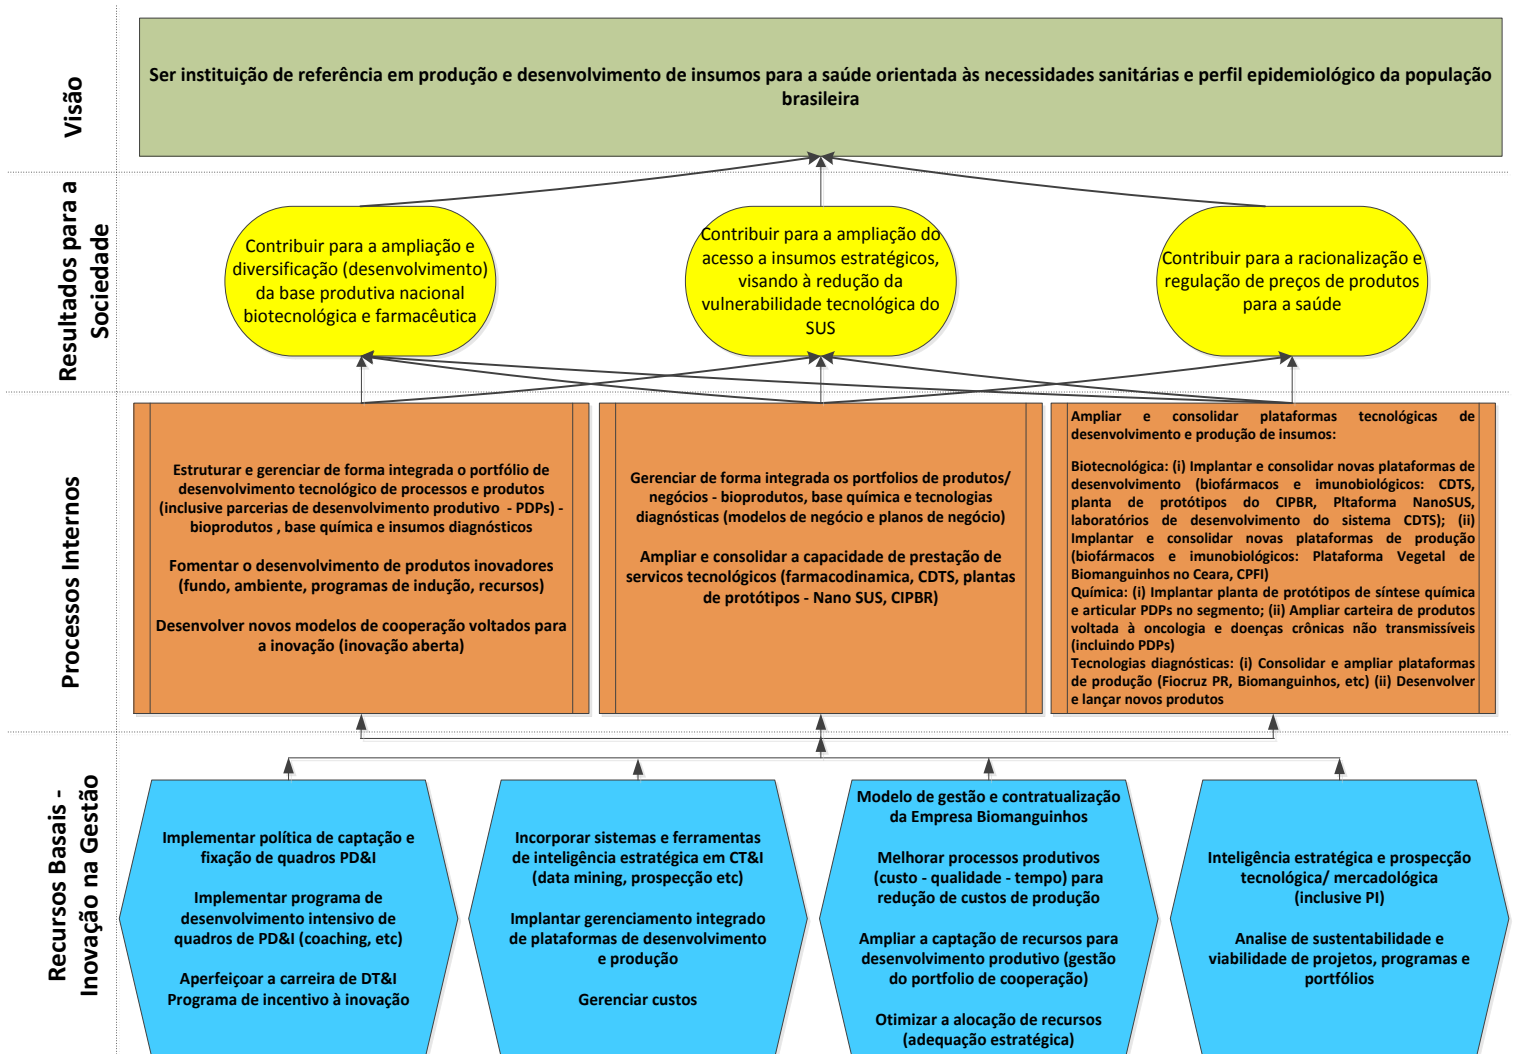 Visão
Ser instituição de referência em produção e desenvolvimento de insumos para a saúde orientada às necessidades sanitárias e perfil epidemiológico da população
brasileira
Resultados para a
Sociedade
Contribuir para a ampliação e
diversificação (desenvolvimento)
da base produtiva nacional
biotecnológica e farmacêutica
Contribuir para a ampliação do
acesso a insumos estratégicos,
visando à redução da
vulnerabilidade tecnológica do
SUS
Contribuir para a racionalização e
regulação de preços de produtos
para a saúde
Processos Internos
Estruturar e gerenciar de forma integrada o portfólio de
desenvolvimento tecnológico de processos e produtos
(inclusive parcerias de desenvolvimento produtivo - PDPs) -
bioprodutos , base química e insumos diagnósticos
Fomentar o desenvolvimento de produtos inovadores
(fundo, ambiente, programas de indução, recursos)
Desenvolver novos modelos de cooperação voltados para
a inovação (inovação aberta)
Gerenciar de forma integrada os portfolios de produtos/
negócios - bioprodutos, base química e tecnologias
diagnósticas (modelos de negócio e planos de negócio)
Ampliar e consolidar a capacidade de prestação de
servicos tecnológicos (farmacodinamica, CDTS, plantas
de protótipos - Nano SUS, CIPBR)
Ampliar e consolidar plataformas tecnológicas de
desenvolvimento e produção de insumos:
Biotecnológica: (i) Implantar e consolidar novas plataformas de
desenvolvimento (biofármacos e imunobiológicos: CDTS,
planta de protótipos do CIPBR, Pltaforma NanoSUS,
laboratórios de desenvolvimento do sistema CDTS); (ii)
Implantar e consolidar novas plataformas de produção
(biofármacos e imunobiológicos: Plataforma Vegetal de
Biomanguinhos no Ceara, CPFI)
Química: (i) Implantar planta de protótipos de síntese química
e articular PDPs no segmento; (ii) Ampliar carteira de produtos
voltada à oncologia e doenças crônicas não transmissíveis
(incluindo PDPs)
Tecnologias diagnósticas: (i) Consolidar e ampliar plataformas
de produção (Fiocruz PR, Biomanguinhos, etc) (ii) Desenvolver
e lançar novos produtos
Recursos Basais -
Inovação na Gestão
Implementar política de captação e
fixação de quadros PD&I
Implementar programa de
desenvolvimento intensivo de
quadros de PD&I (coaching, etc)
Aperfeiçoar a carreira de DT&I
Programa de incentivo à inovação
Incorporar sistemas e ferramentas
de inteligência estratégica em CT&I
(data mining, prospecção etc)
Implantar gerenciamento integrado
de plataformas de desenvolvimento
e produção
Gerenciar custos
Modelo de gestão e contratualização
da Empresa Biomanguinhos
Melhorar processos produtivos
(custo - qualidade - tempo) para
redução de custos de produção
Ampliar a captação de recursos para
desenvolvimento produtivo (gestão
do portfolio de cooperação)
Otimizar a alocação de recursos
(adequação estratégica)
Inteligência estratégica e prospecção
tecnológica/ mercadológica
(inclusive PI)
Analise de sustentabilidade e
viabilidade de projetos, programas e
portfólios